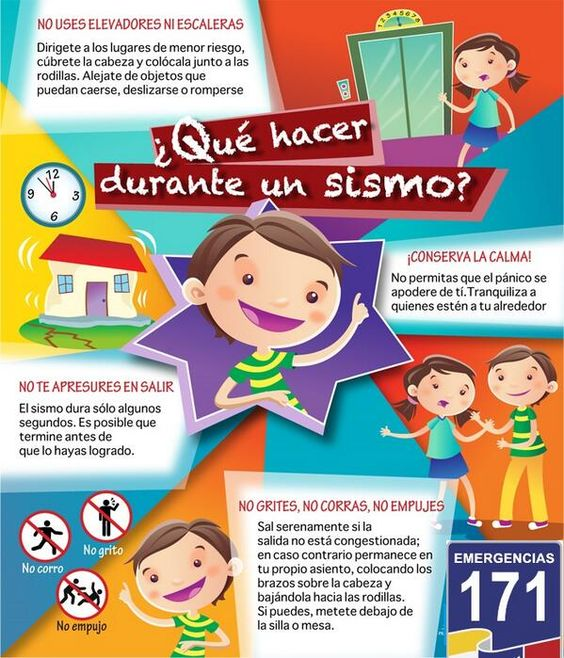 NO USES ELEVADORES NI ESCALERAS
Dirigete a los lugares de menor riesgo,
cúbrete la cabeza y colócala junto a las
rodillas. Alejate de objetos que
puedan caerse, deslizarse o romperse
1 2 3 4 5 6
¿Qué hacer
durante un sismo?
12
9 3
6
¡CONSERVA LA CALMA!
No permitas que el pánico se
apodere de tí. Tranquiliza a
quienes estén a tu alrededor
NO TE APRESURES EN SALIR
El sismo dura sólo algunos
segundos. Es posible que
termine antes de
que lo hayas logrado.
NO GRITES, NO CORRAS, NO EMPUJES
Sal serenamente si la
salida no está congestionada;
en caso contrario permanece en
tu propio asiento, colocando los
brazos sobre la cabeza y
bajándola hacia las rodillas.
Si puedes, metete debajo de
la silla o mesa.
No grito
No corro
No empujo
EMERGENCIAS
171